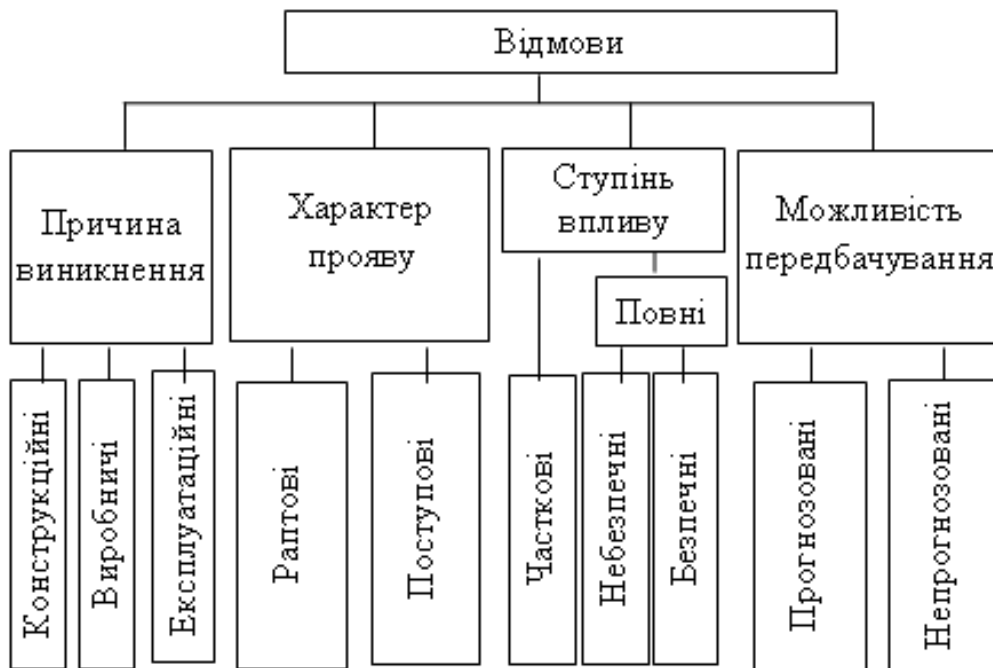 Відмови
Причина
виникнення
Характер
прояву
Ступінь
впливу
Можливість
передбачування
Повні
Конструкційні
Виробничі
Експлуатаційні
Раптові
Поступові
Часткові
Небезпечні
Безпечні
Прогнозовані
Непрогнозовані